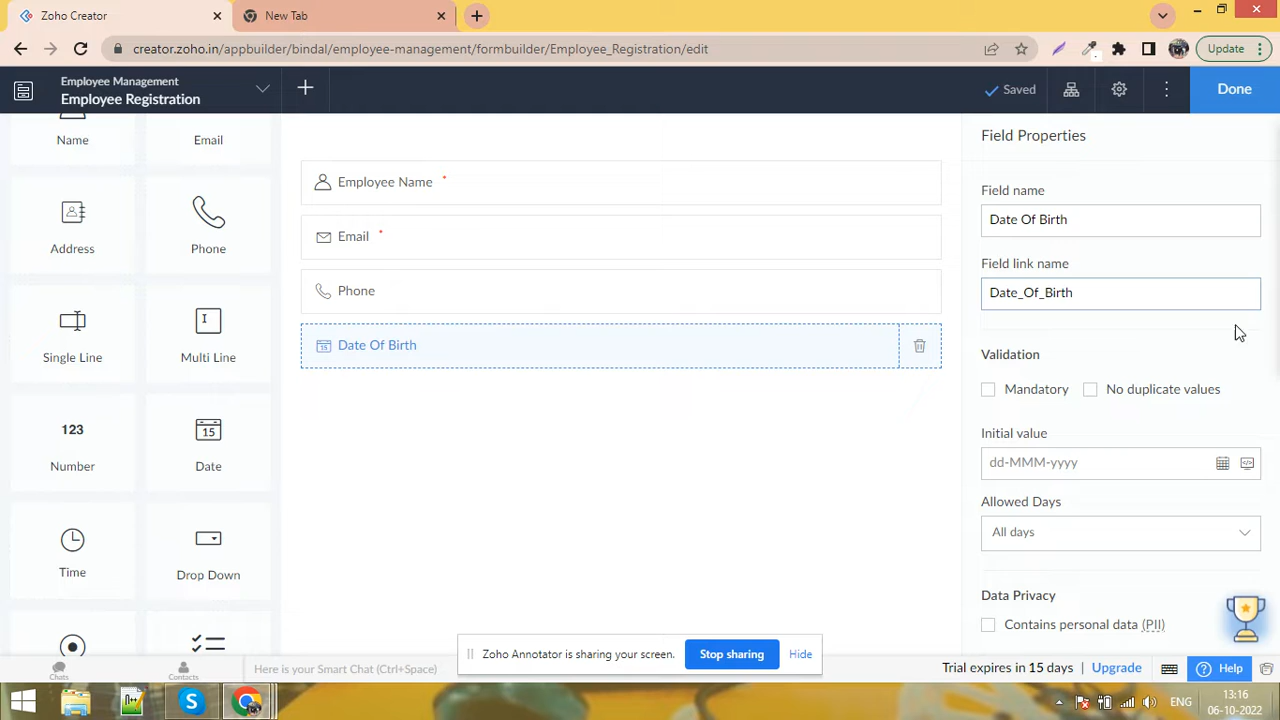 Zoho Creator
New Tab
creator.zoho.in/appbuilder/bindal/employee-management/formbuilder/Employee_Registration/edit
Update
Employee Management
Employee Registration
Saved
Done
Name
Email
Address
Phone
Single Line
Multi Line
123
Number
15
Date
Time
Drop Down
Employee Name *
Email *
Phone
15
Date Of Birth
Field Properties
Field name
Date Of Birth
Field link name
Date_Of_Birth
Validation
Mandatory
No duplicate values
Initial value
dd-MMM-yyyy
Allowed Days
All days
Data Privacy
Contains personal data (PII)
Zoho Annotator is sharing your screen.
Stop sharing
Hide
Chats
Contacts
Here is your Smart Chat (Ctrl+Space)
Trial expires in 15 days
Upgrade
Help
ENG
13:16
06-10-2022